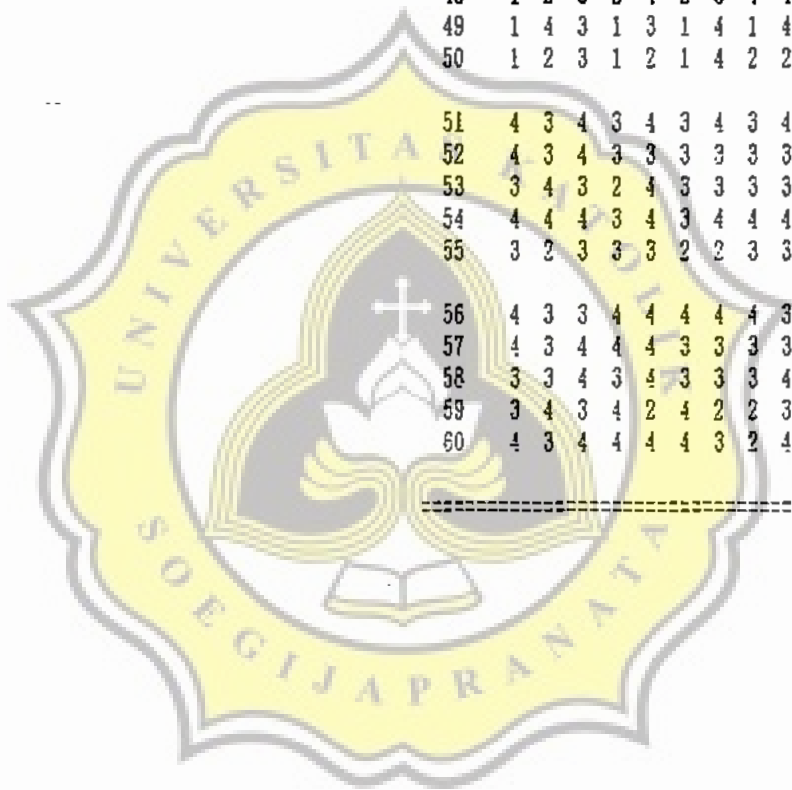 49 1 4 3 1 3 1 4 1 4
50 1 2 3 1 2 1 4 2 2
51 4 3 4 3 4 3 4 3 4
52 4 3 4 3 3 3 3 3 3
53 3 4 3 2 4 3 3 3 3
54 4 4 4 3 4 3 4 4 4
55 3 2 3 3 3 2 2 3 3
56 4 3 3 4 4 4 4 4 3
57 4 3 4 4 4 3 3 3 3
58 3 3 4 3 4 3 3 3 4
59 3 4 3 4 2 4 2 2 3
60 4 3 4 4 4 4 3 2 4
UNIVERSITAS KATOLIK
SOEGIJAPRANATA